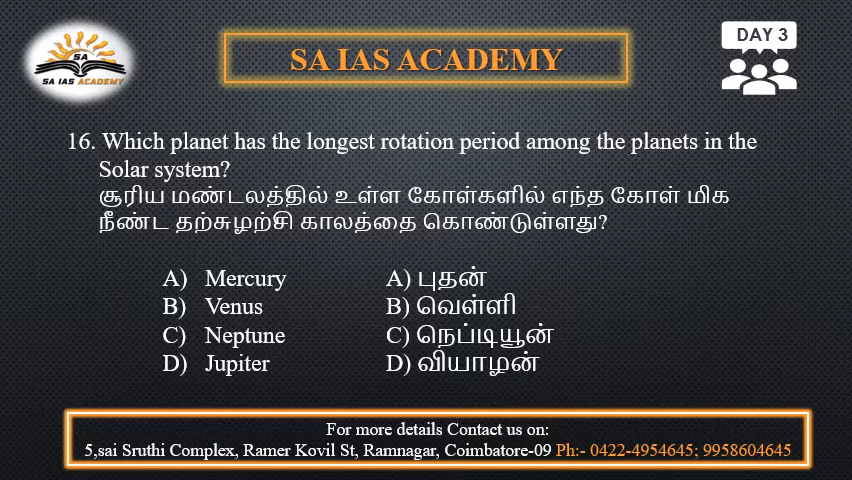 SA
SA IAS ACADEMY
SA IAS ACADEMY
DAY 3
16. Which planet has the longest rotation period among the planets in the
Solar system?
சூரிய மண்டலத்தில் உள்ள கோள்களில் எந்த கோள் மிக
நீண்ட தற்சுழற்சி காலத்தை கொண்டுள்ளது?
A) Mercury A) புதன்
B) Venus B) வெள்ளி
C) Neptune C) நெப்டியூன்
D) Jupiter D) வியாழன்
For more details Contact us on:
5,sai Sruthi Complex, Ramer Kovil St, Ramnagar, Coimbatore-09 Ph:- 0422-4954645; 9958604645